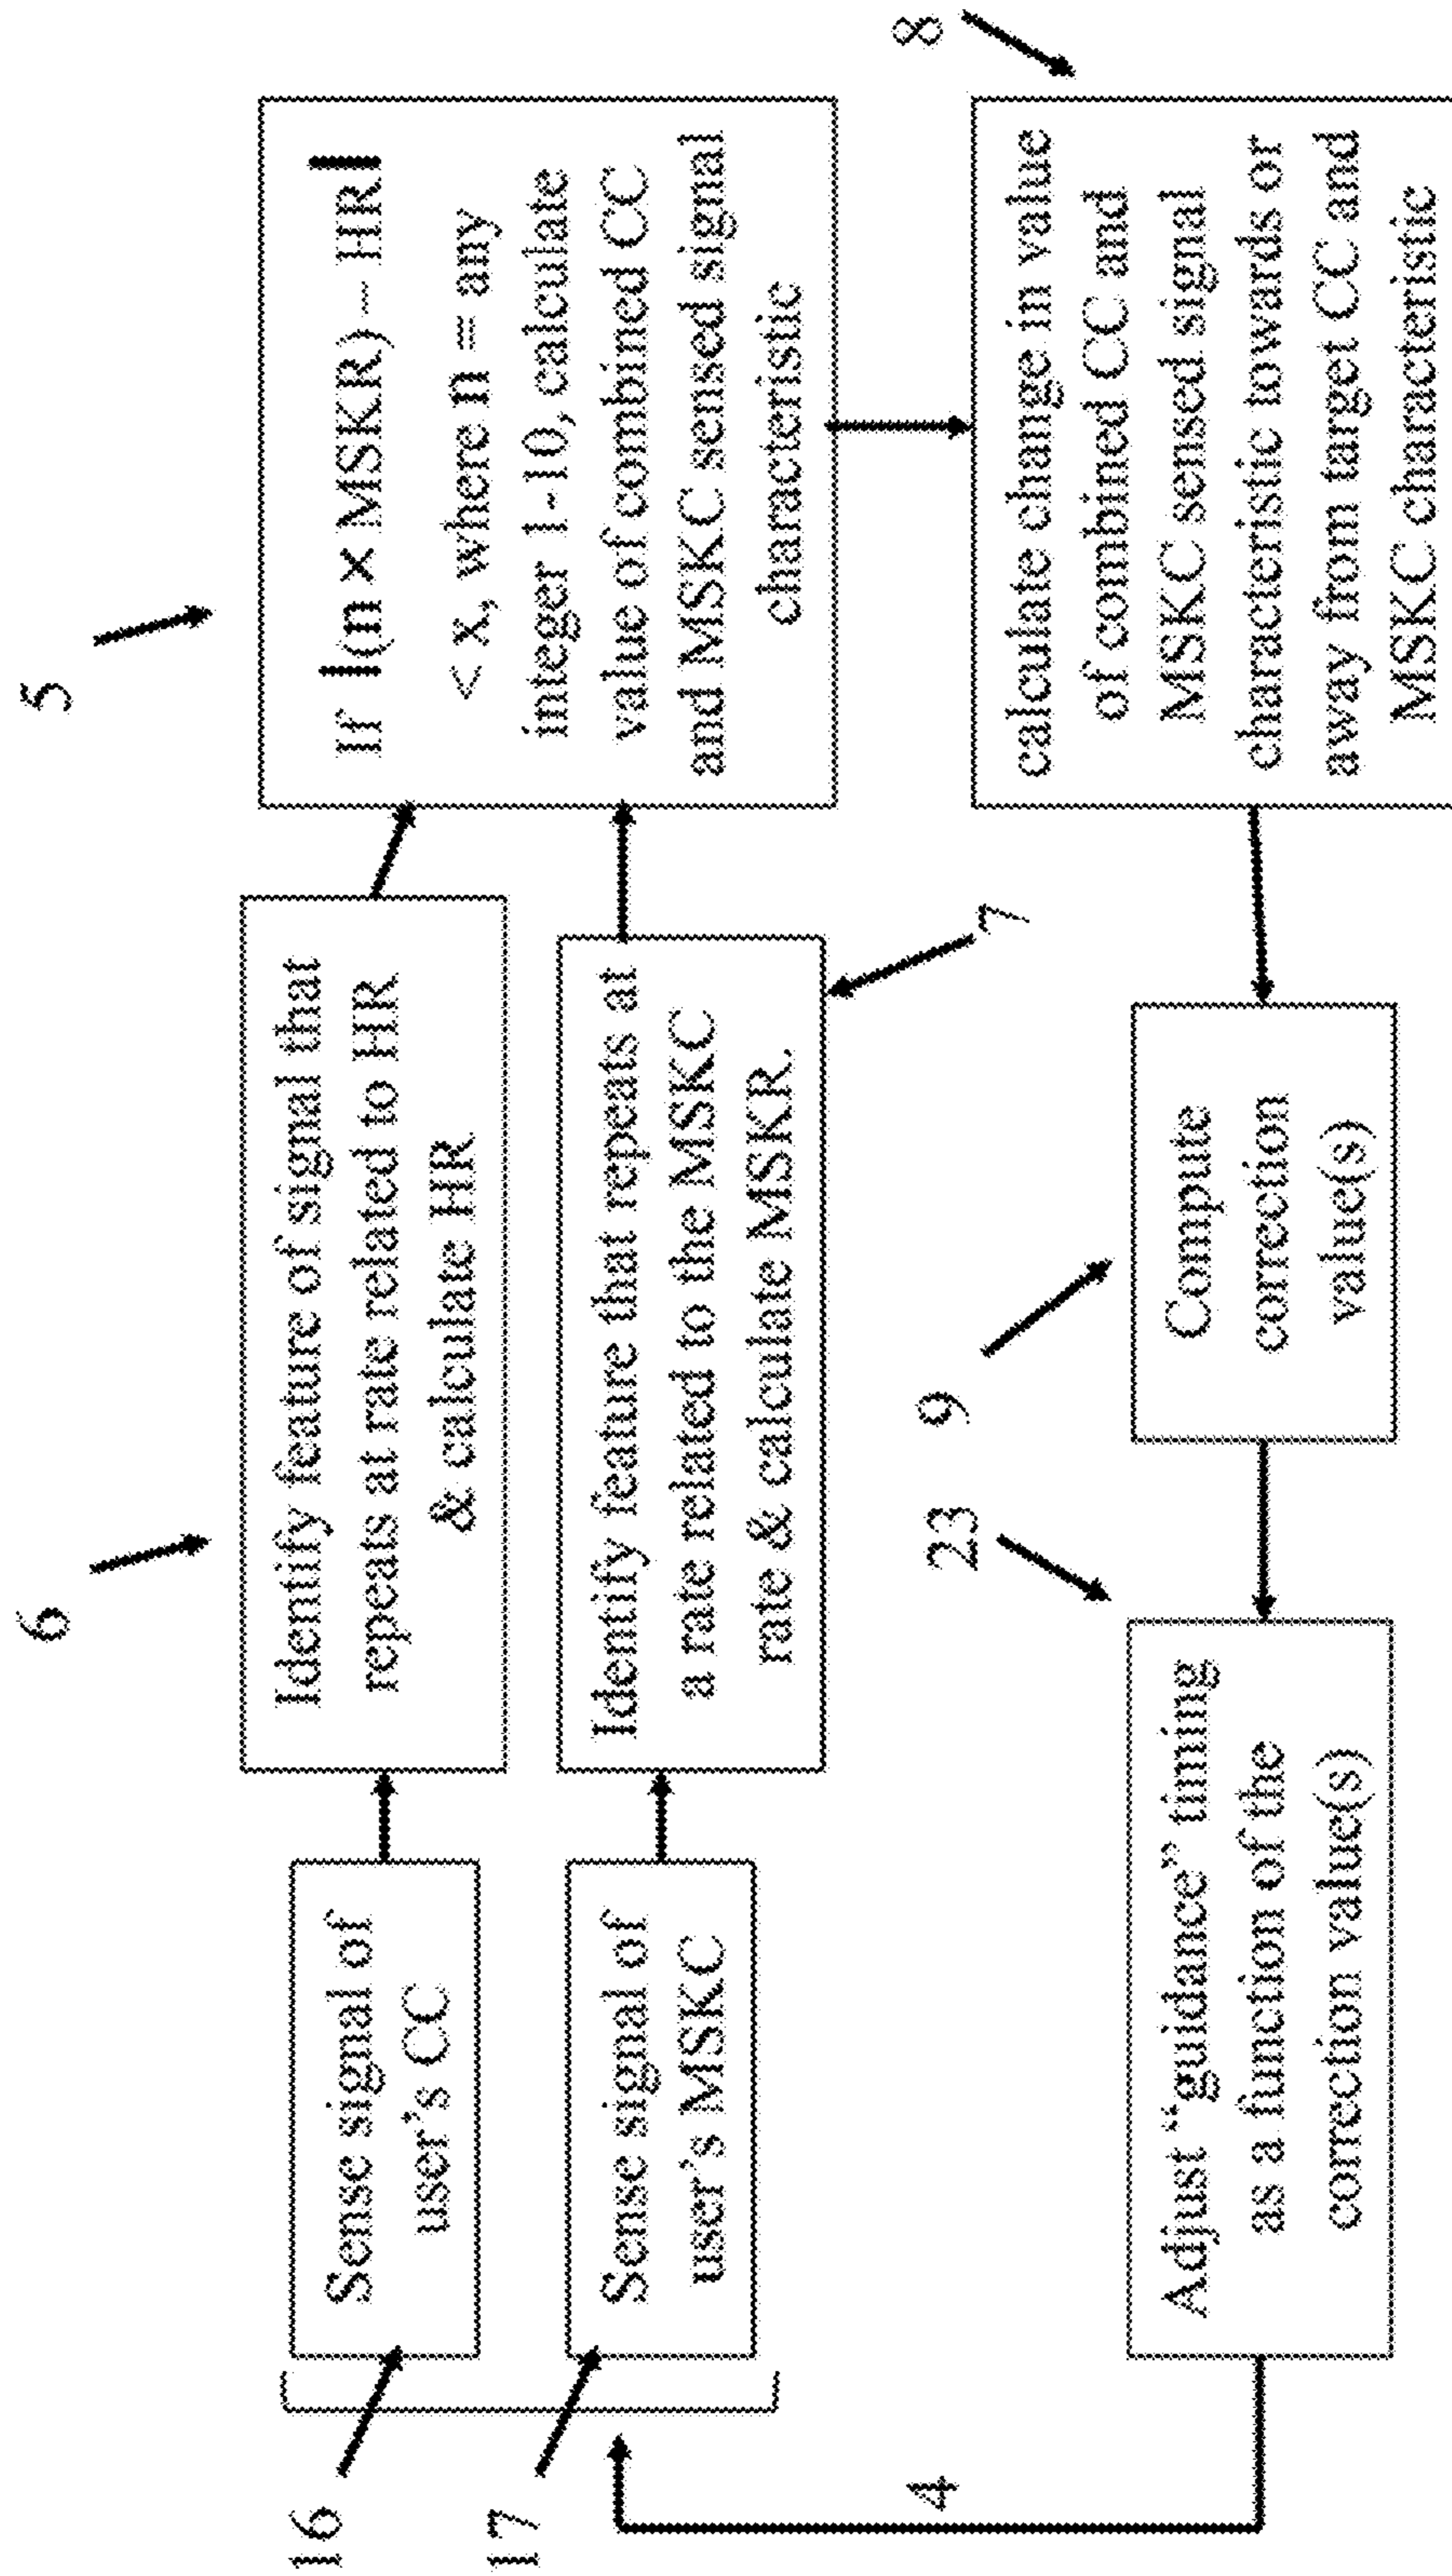 16
Sense signal of
user's CC
17
Sense signal of
user's MSKC
6
Identify feature of signal that
repeats at rate related to HR
& calculate HR
Identify feature that repeats at
a rate related to the MSKC
rate & calculate MSKR.
7
5
If |(n × MSKR) – HR|
< x, where n = any
integer 1-10, calculate
value of combined CC
and MSKC sensed signal
characteristic
8
calculate change in value
of combined CC and
MSKC sensed signal
characteristic towards or
away from target CC and
MSKC characteristic
9
Compute
correction
value(s)
23
Adjust “guidance” timing
as a function of the
correction value(s)
4